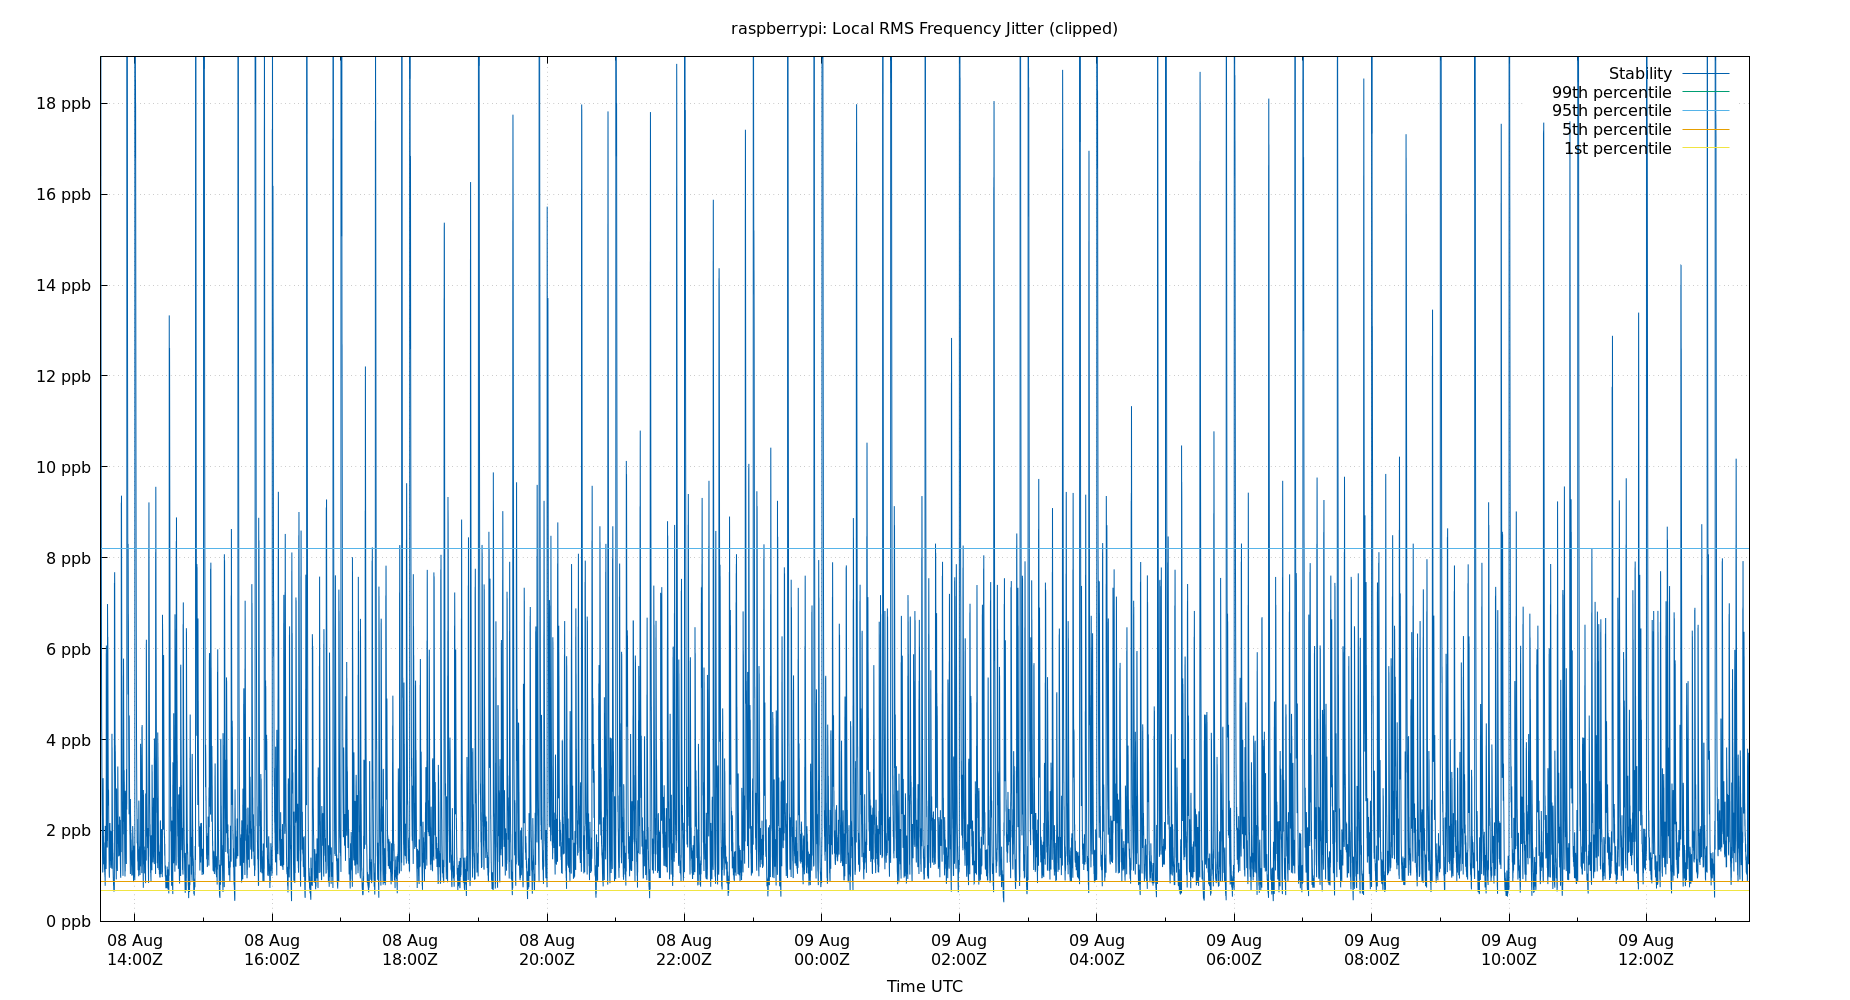 raspberrypi: Local RMS Frequency Jitter (clipped)
Stability
99th percentile
95th percentile
5th percentile
1st percentile
18 ppb
16 ppb
14 ppb
12 ppb
10 ppb
8 ppb
6 ppb
4 ppb
2 ppb
0 ppb
08 Aug 08 Aug 08 Aug 08 Aug 08 Aug 09 Aug 09 Aug 09 Aug 09 Aug 09 Aug 09 Aug 09 Aug
14:00Z 16:00Z 18:00Z 20:00Z 22:00Z 00:00Z 02:00Z 04:00Z 06:00Z 08:00Z 10:00Z 12:00Z
Time UTC